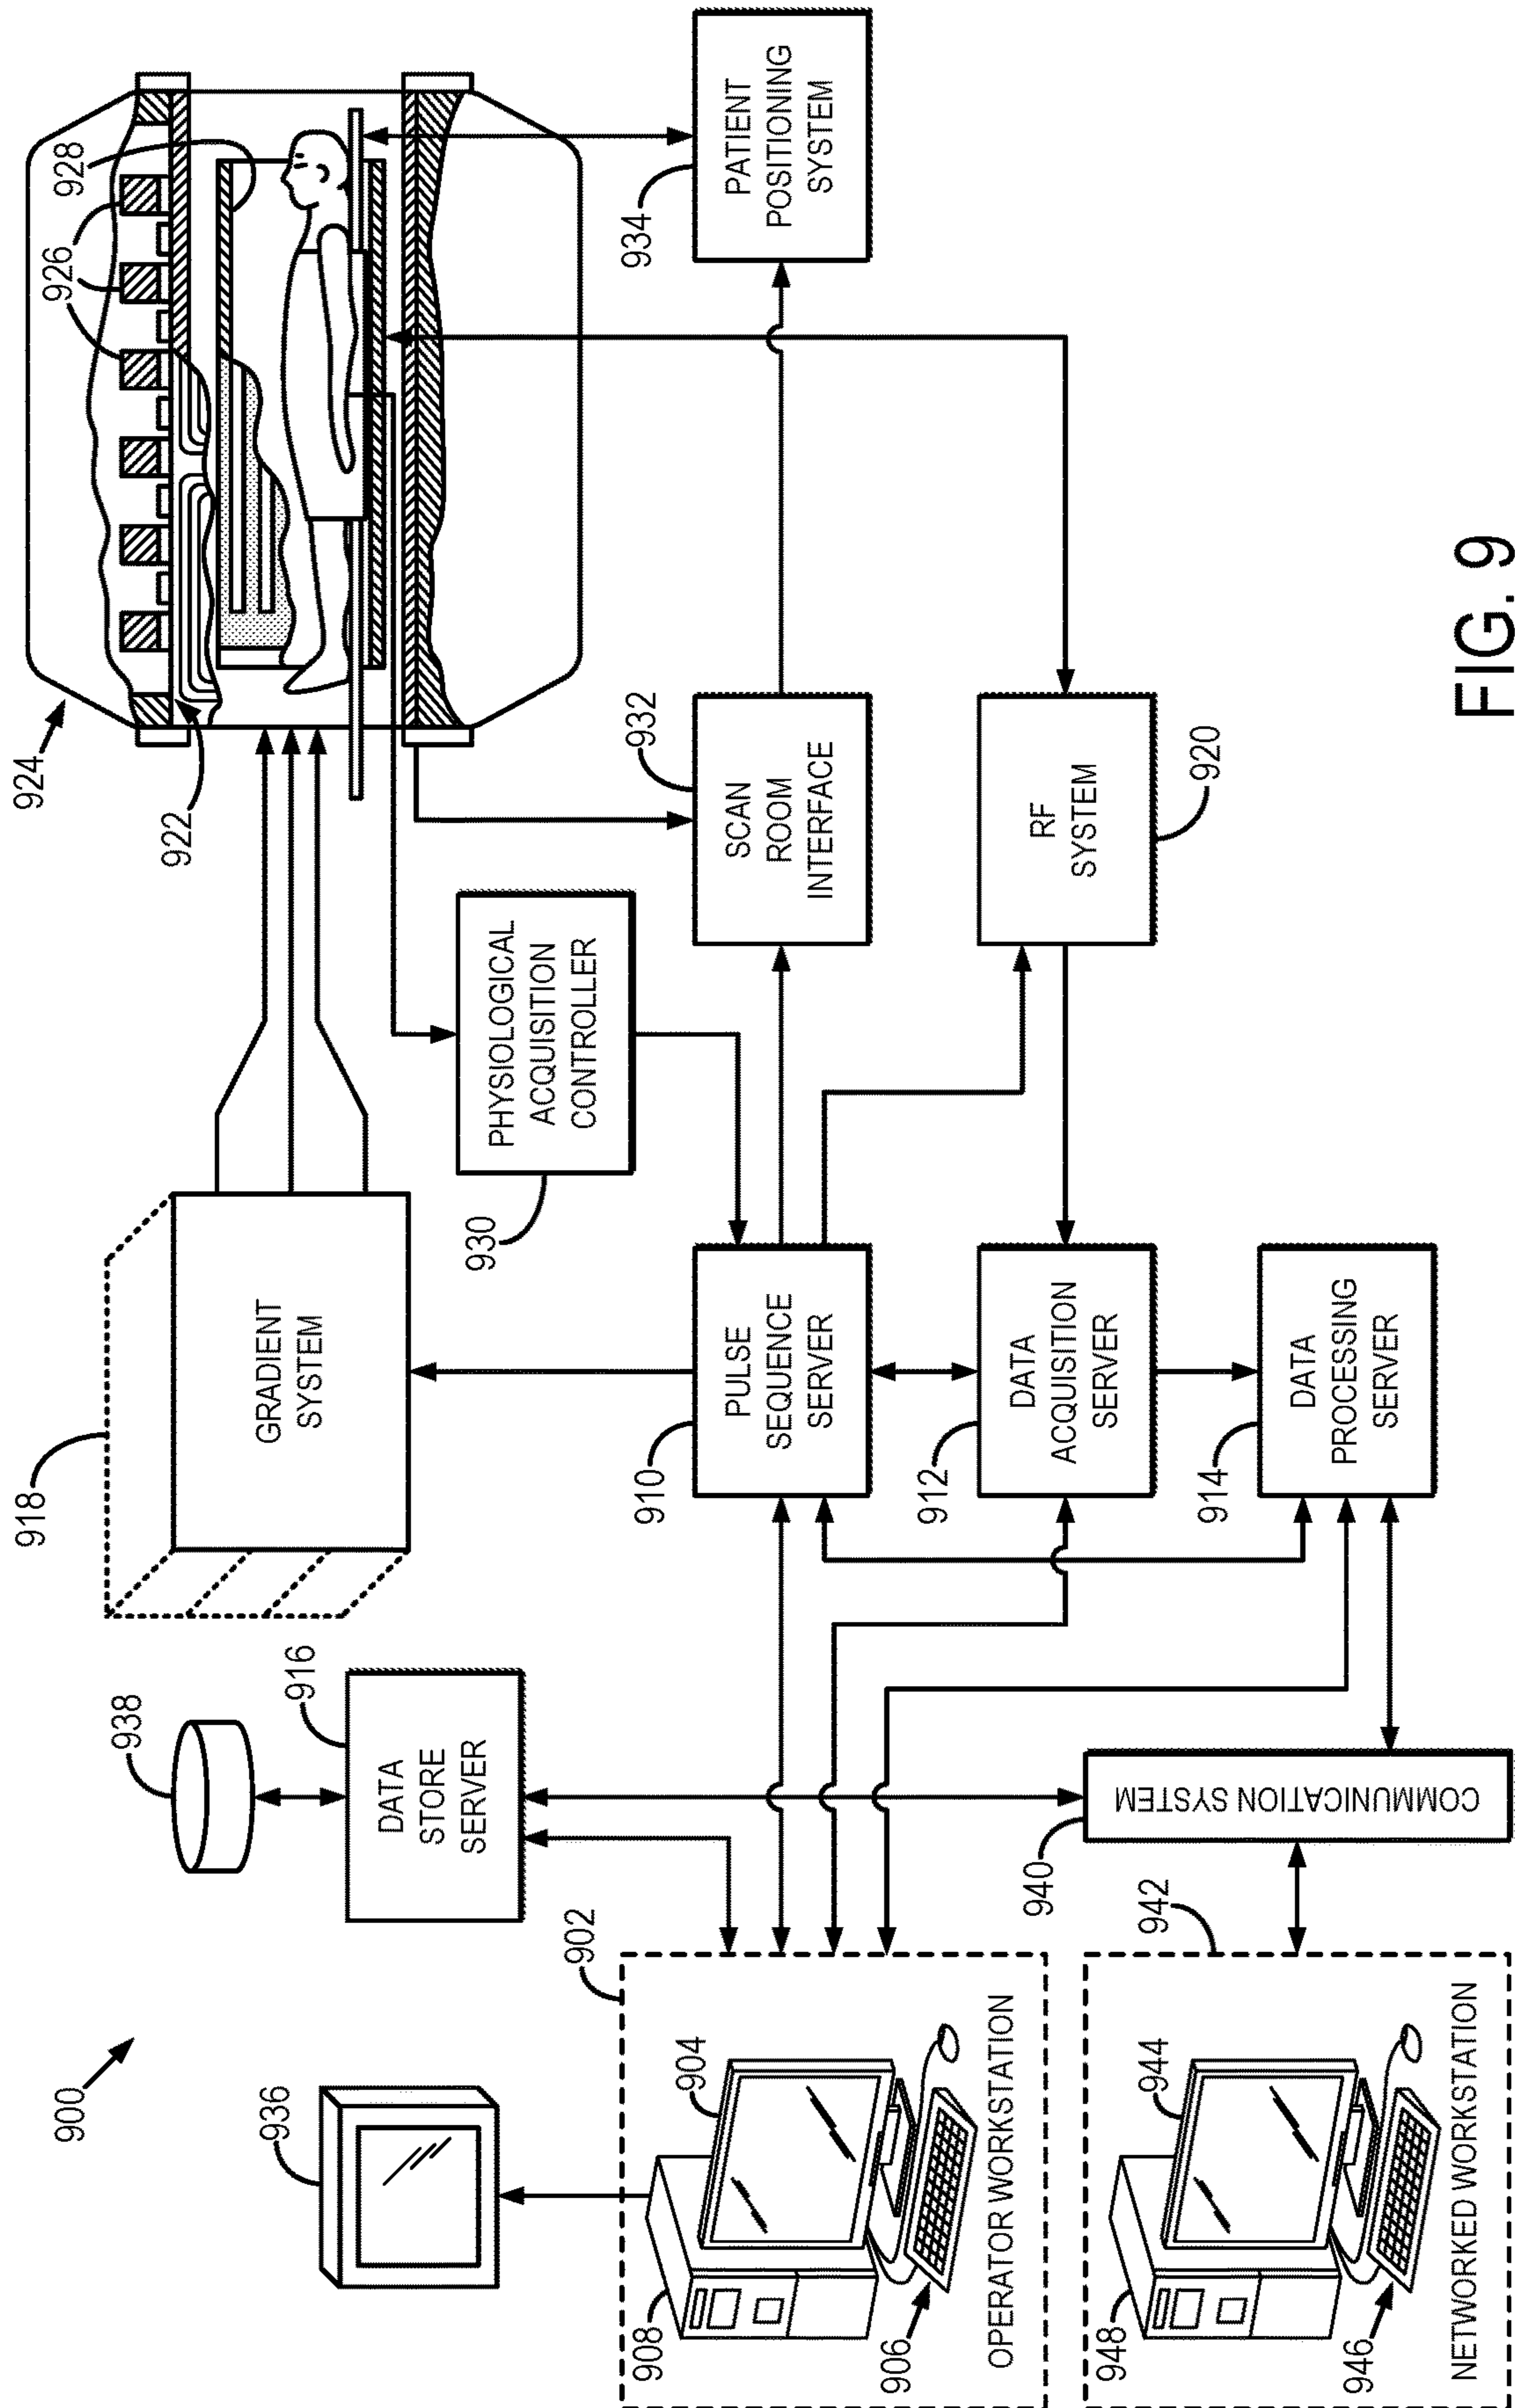 900
936
938
916
DATA
STORE
SERVER
918
GRADIENT
SYSTEM
924
922
926
928
902
904
908
906
OPERATOR WORKSTATION
910
PULSE
SEQUENCE
SERVER
930
PHYSIOLOGICAL
ACQUISITION
CONTROLLER
932
SCAN
ROOM
INTERFACE
934
PATIENT
POSITIONING
SYSTEM
912
DATA
ACQUISITION
SERVER
RF
SYSTEM
920
914
DATA
PROCESSING
SERVER
940
COMMUNICATION SYSTEM
942
944
948
946
NETWORKED WORKSTATION
FIG. 9